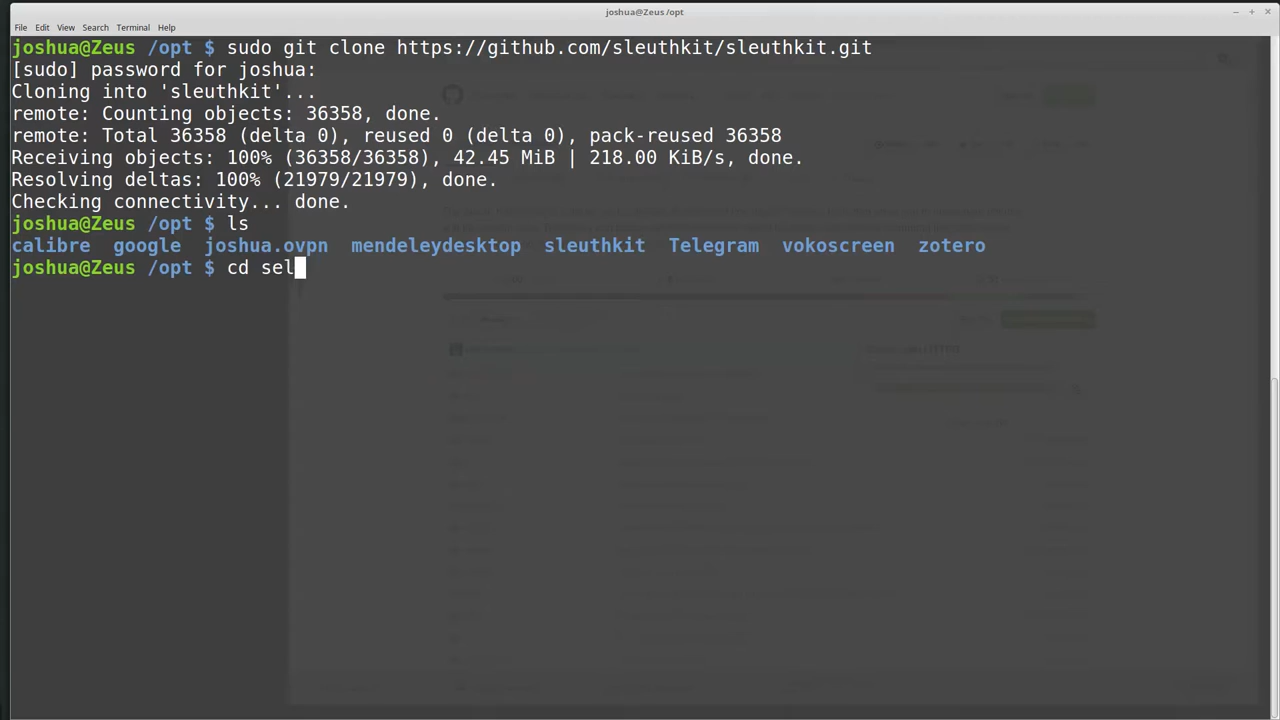 joshua@Zeus /opt
File Edit View Search Terminal Help
joshua@Zeus /opt $ sudo git clone https://github.com/sleuthkit/sleuthkit.git
[sudo] password for joshua:
Cloning into 'sleuthkit'...
remote: Counting objects: 36358, done.
remote: Total 36358 (delta 0), reused 0 (delta 0), pack-reused 36358
Receiving objects: 100% (36358/36358), 42.45 MiB | 218.00 KiB/s, done.
Resolving deltas: 100% (21979/21979), done.
Checking connectivity... done.
joshua@Zeus /opt $ ls
calibre google joshua.ovpn mendeleydesktop sleuthkit Telegram vokoscreen zotero
joshua@Zeus /opt $ cd sel